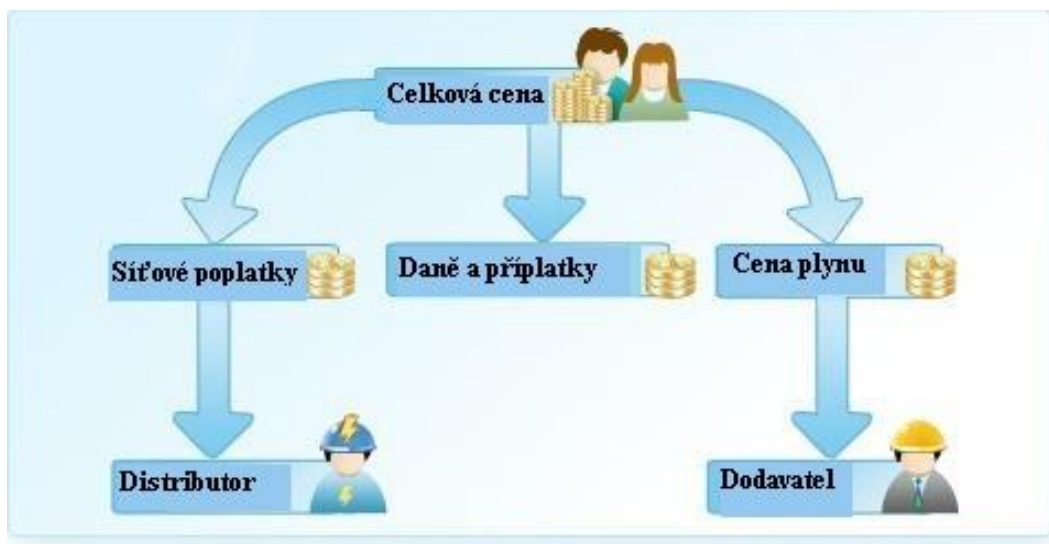 Celková cena
Síťové poplatky
Daně a příplatky
Cena plynu
Distributor
Dodavatel